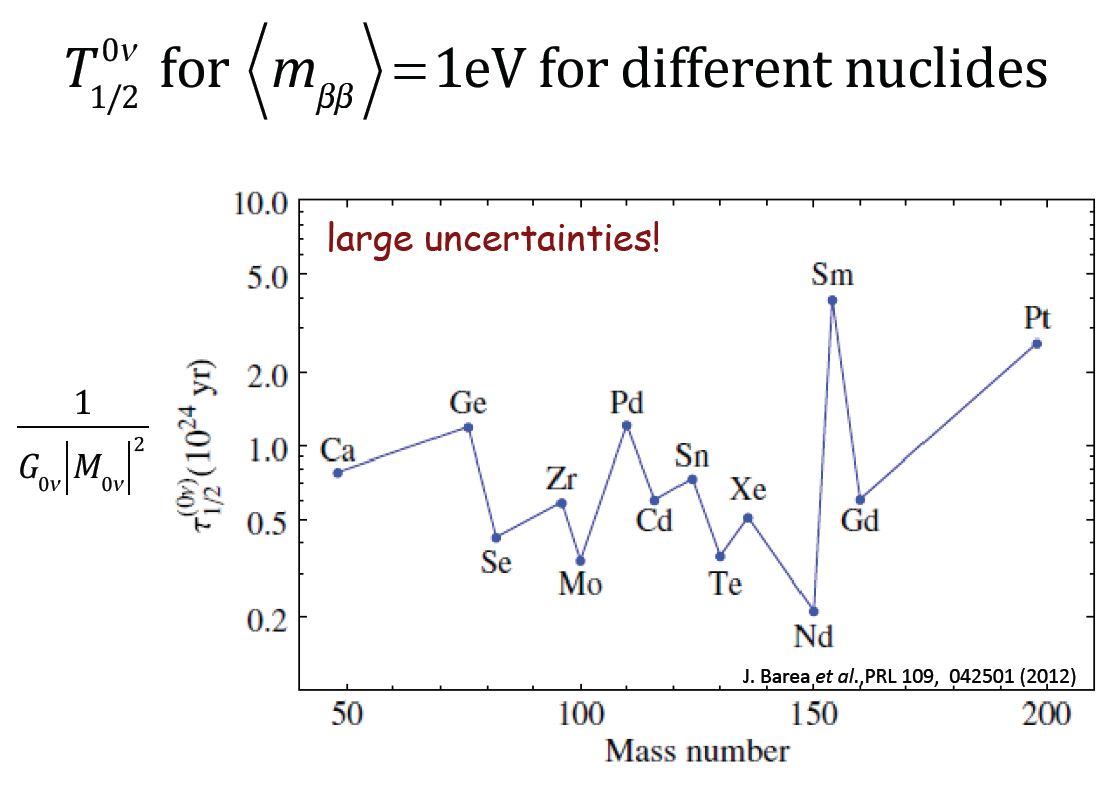 T_{1/2}^{0ν} for ⟨m_{ββ}⟩=1eV for different nuclides
large uncertainties!
10.0
5.0
2.0
1.0
0.5
0.2
τ_{1/2}^{(0ν)}(10^{24} yr)
1
G_{0ν}|M_{0ν}|^2
Ca
Ge
Se
Zr
Mo
Pd
Cd
Sn
Te
Xe
Nd
Sm
Gd
Pt
J. Barea et al.,PRL 109, 042501 (2012)
50 100 150 200
Mass number